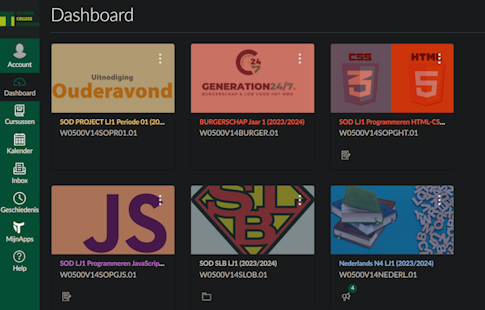 Dashboard
Account
Dashboard
Cursussen
Kalender
Inbox
Geschiedenis
MijnApps
Help
Uitnodiging
Ouderavond
SOD PROJECT LJ1 Periode 01 (20...
W0500V14SOPR01.01
24
7
GENERATION24/7.
BURGERSCHAP & LOB VOOR HET MBO
BURGERSCHAP Jaar 1 (2023/2024)
W0500V14BURGER.01
CSS
3
HTML
5
SOD LJ1 Programmeren HTML-CS...
W0500V14SOPGHT.01
JS
SOD LJ1 Programmeren JavaScrip...
W0500V14SOPGJS.01
SLB
SOD SLB LJ1 (2023/2024)
W0500V14SLOB.01
Nederlands N4 LJ1 (2023/2024)
W0500V14NEDERL.01
4